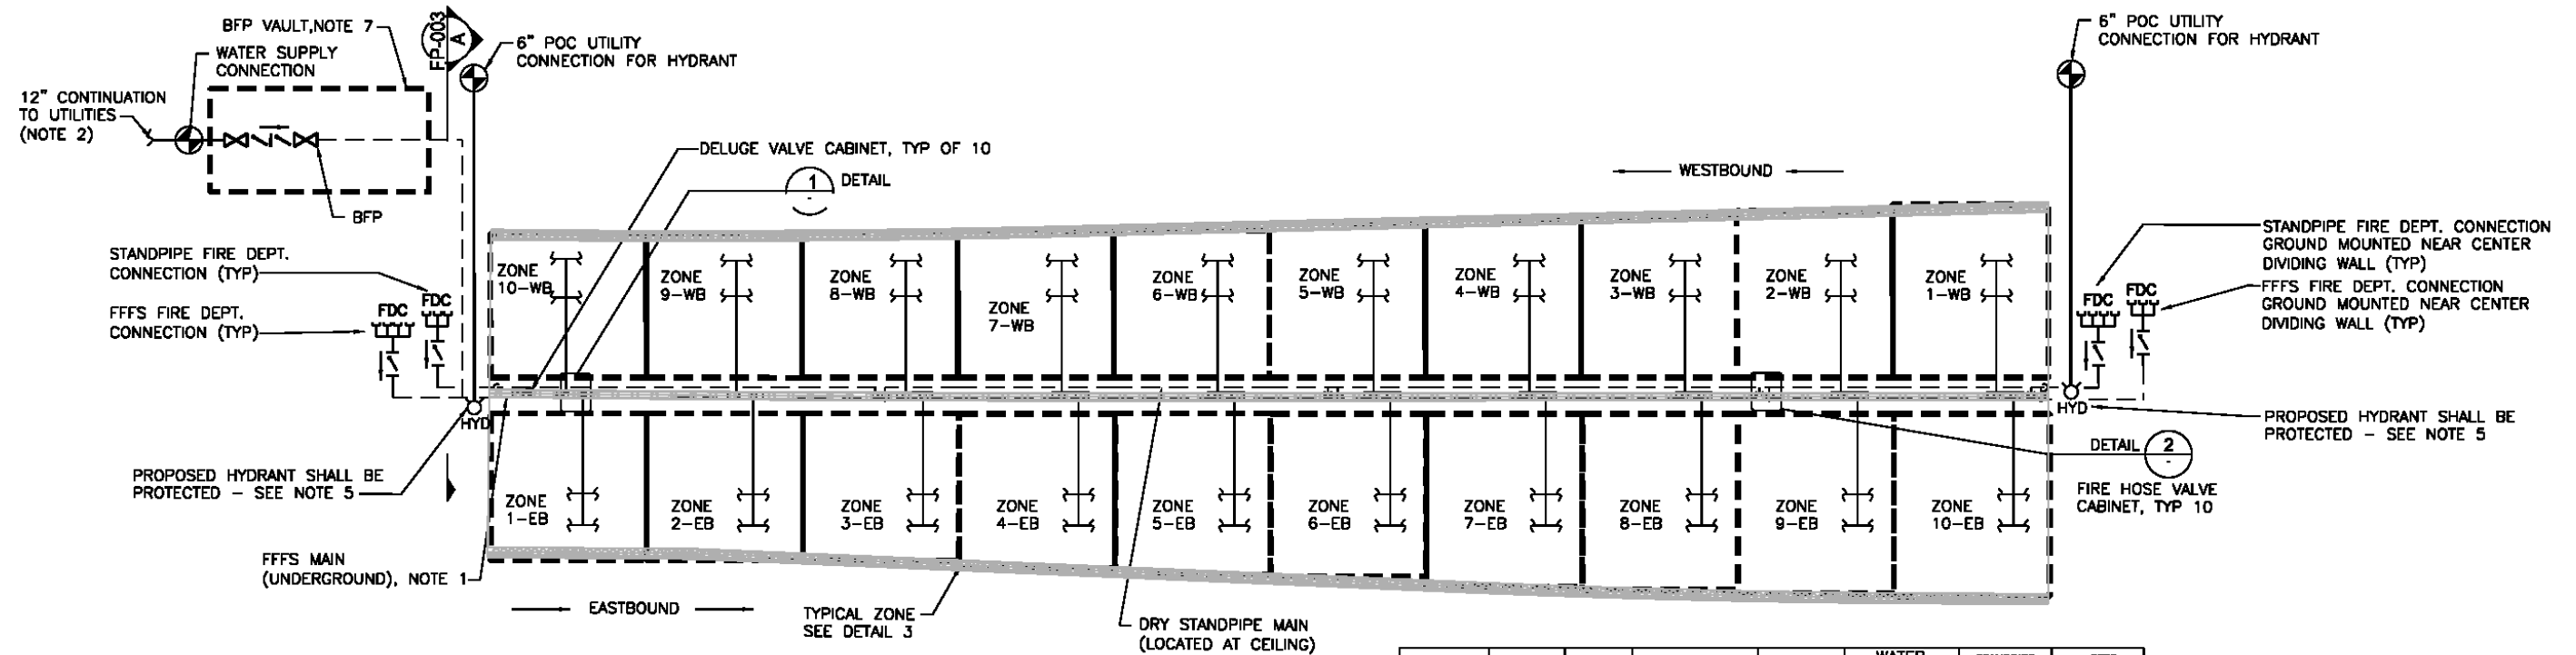 BFP VAULT,NOTE 7
WATER SUPPLY
CONNECTION
12" CONTINUATION
TO UTILITIES
(NOTE 2)
FP-003
A
6" POC UTILITY
CONNECTION FOR HYDRANT
BFP
DELUGE VALVE CABINET, TYP OF 10
1
-
DETAIL
WESTBOUND
6" POC UTILITY
CONNECTION FOR HYDRANT
STANDPIPE FIRE DEPT.
CONNECTION (TYP)
FFFS FIRE DEPT.
CONNECTION (TYP)
FDC
FDC
HYD
PROPOSED HYDRANT SHALL BE
PROTECTED - SEE NOTE 5
FFFS MAIN
(UNDERGROUND), NOTE 1
ZONE
10-WB
ZONE
9-WB
ZONE
8-WB
ZONE
7-WB
ZONE
6-WB
ZONE
5-WB
ZONE
4-WB
ZONE
3-WB
ZONE
2-WB
ZONE
1-WB
ZONE
1-EB
ZONE
2-EB
ZONE
3-EB
ZONE
4-EB
ZONE
5-EB
ZONE
6-EB
ZONE
7-EB
ZONE
8-EB
ZONE
9-EB
ZONE
10-EB
STANDPIPE FIRE DEPT. CONNECTION
GROUND MOUNTED NEAR CENTER
DIVIDING WALL (TYP)
FFFS FIRE DEPT. CONNECTION
GROUND MOUNTED NEAR CENTER
DIVIDING WALL (TYP)
FDC
FDC
HYD
PROPOSED HYDRANT SHALL BE
PROTECTED - SEE NOTE 5
DETAIL
2
-
FIRE HOSE VALVE
CABINET, TYP 10
EASTBOUND
TYPICAL ZONE
SEE DETAIL 3
DRY STANDPIPE MAIN
(LOCATED AT CEILING)
WATER